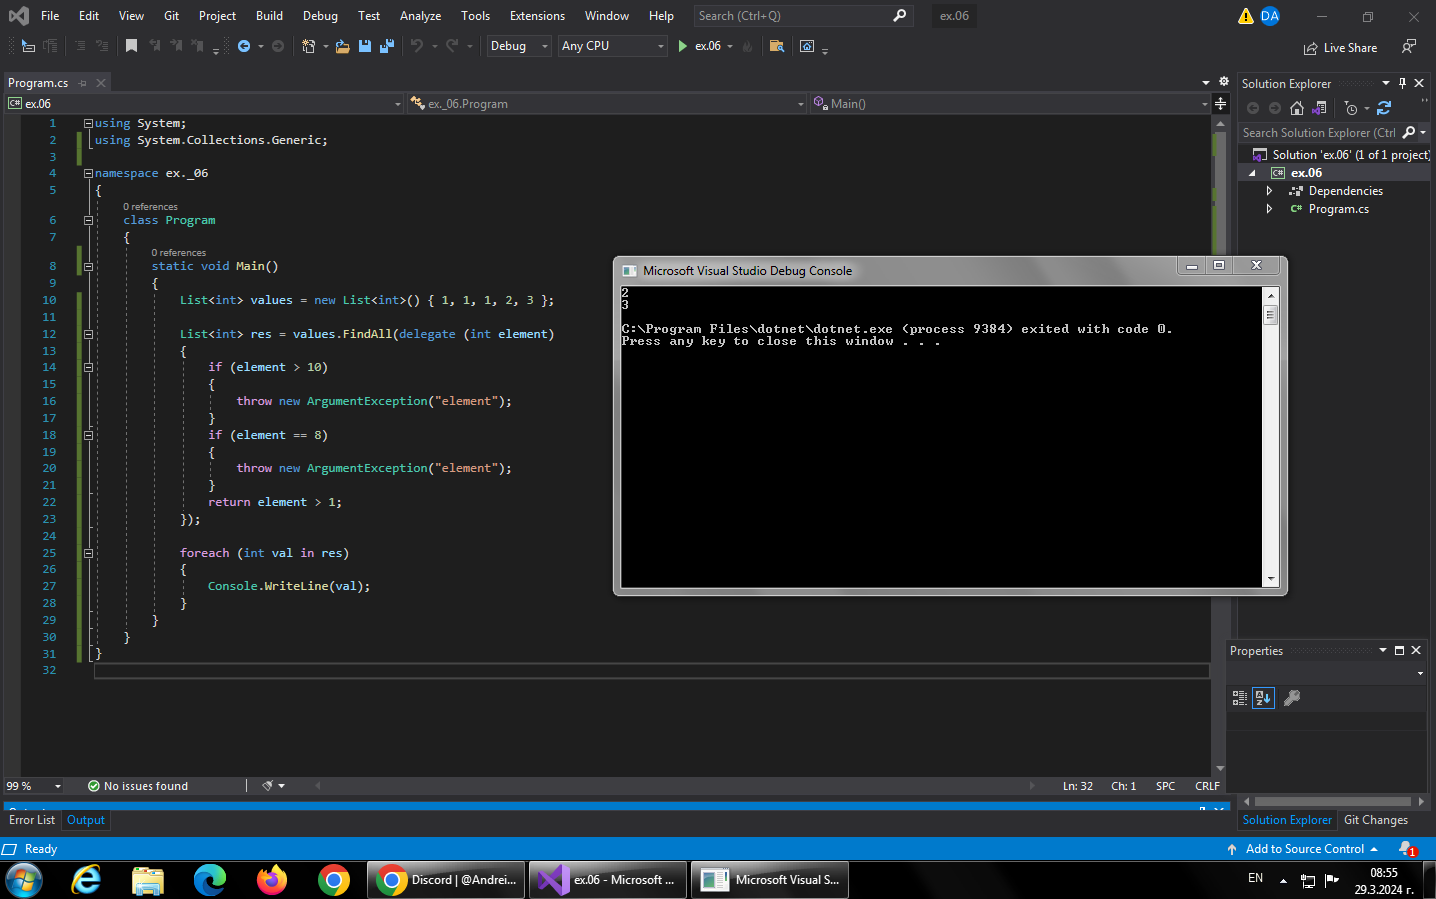 File Edit View Git Project Build Debug Test Analyze Tools Extensions Window Help Search (Ctrl+Q) ex.06 DA
Debug Any CPU ex.06 Live Share
Program.cs
ex.06 ex._06.Program Main()
1 using System;
2 using System.Collections.Generic;
3
4 namespace ex._06
5 {
0 references
6 class Program
7 {
0 references
8 static void Main()
9 {
10 List<int> values = new List<int>() { 1, 1, 1, 2, 3 };
11
12 List<int> res = values.FindAll(delegate (int element)
13 {
14 if (element > 10)
15 {
16 throw new ArgumentException("element");
17 }
18 if (element == 8)
19 {
20 throw new ArgumentException("element");
21 }
22 return element > 1;
23 });
24
25 foreach (int val in res)
26 {
27 Console.WriteLine(val);
28 }
29 }
30 }
31 }
32
Microsoft Visual Studio Debug Console
2
3
C:\Program Files\dotnet\dotnet.exe (process 9384) exited with code 0.
Press any key to close this window . . .
Solution Explorer
Search Solution Explorer (Ctrl
Solution 'ex.06' (1 of 1 project)
C# ex.06
Dependencies
C# Program.cs
Properties
99 % No issues found Ln: 32 Ch: 1 SPC CRLF
Error List Output
Solution Explorer Git Changes
Ready Add to Source Control 1
Discord | @Andrei... ex.06 - Microsoft ... Microsoft Visual S...
EN 08:55
29.3.2024 г.